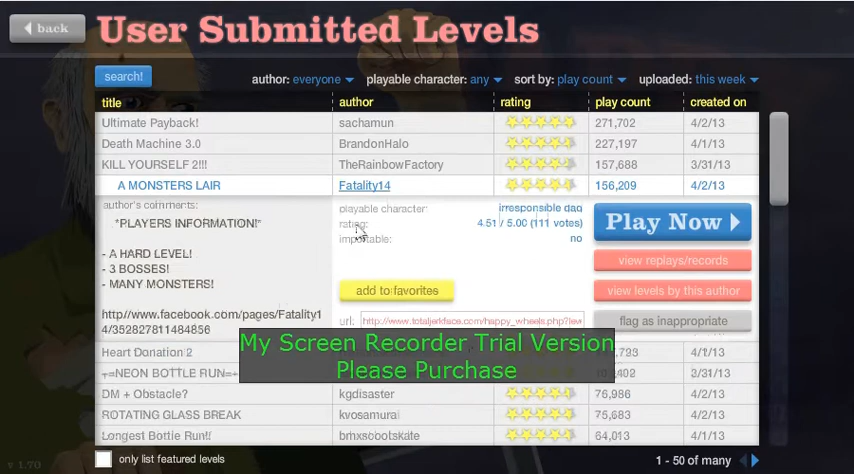 back
User Submitted Levels
search!
author: everyone playable character: any sort by: play count uploaded: this week
title author rating play count created on
Ultimate Payback! sachamun 271,702 4/2/13
Death Machine 3.0 BrandonHalo 227,197 4/1/13
KILL YOURSELF 2!!! TheRainbowFactory 157,688 3/31/13
A MONSTERS LAIR Fatality14 156,209 4/2/13
author's comments:
"PLAYERS INFORMATION!"
- A HARD LEVEL!
- 3 BOSSES!
- MANY MONSTERS!
http://www.facebook.com/pages/Fatality1
4/352827811484856
playable character: irresponsible dad
rating: 4.51 / 5.00 (111 votes)
importable: no
add to favorites
url: http://www.totaljerkface.com/happy_wheels.php?lev
Play Now
view replays/records
view levels by this author
flag as inappropriate
My Screen Recorder Trial Version
Please Purchase
Heart Donation 2 4/1/13
+=NEON BOTTLE RUN=+ 3/31/13
DM + Obstacle? kgdisaster 76,986 4/2/13
ROTATING GLASS BREAK kvosamurai 75,683 4/2/13
Longest Bottle Run!! bmxscootskate 64,013 4/1/13
only list featured levels 1 - 50 of many
v 1.70